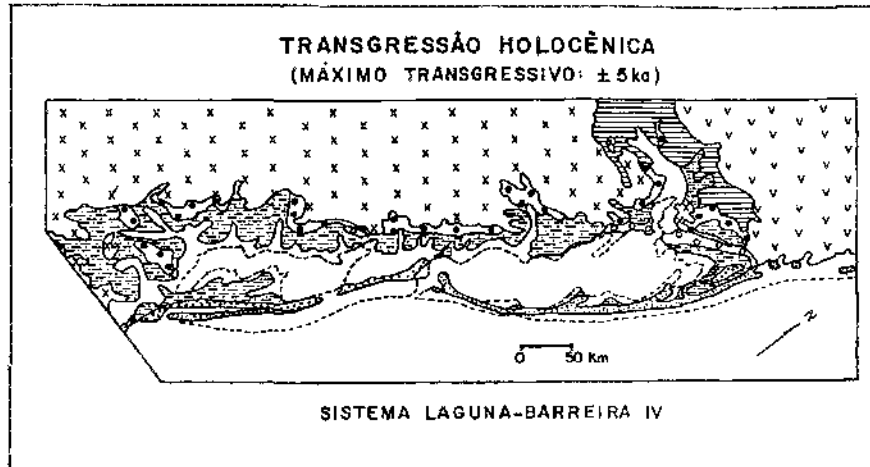 TRANSGRESSÃO HOLOCÊNICA
(MÁXIMO TRANSGRESSIVO: ± 5 ka)
N
0 50 Km
SISTEMA LAGUNA-BARREIRA IV